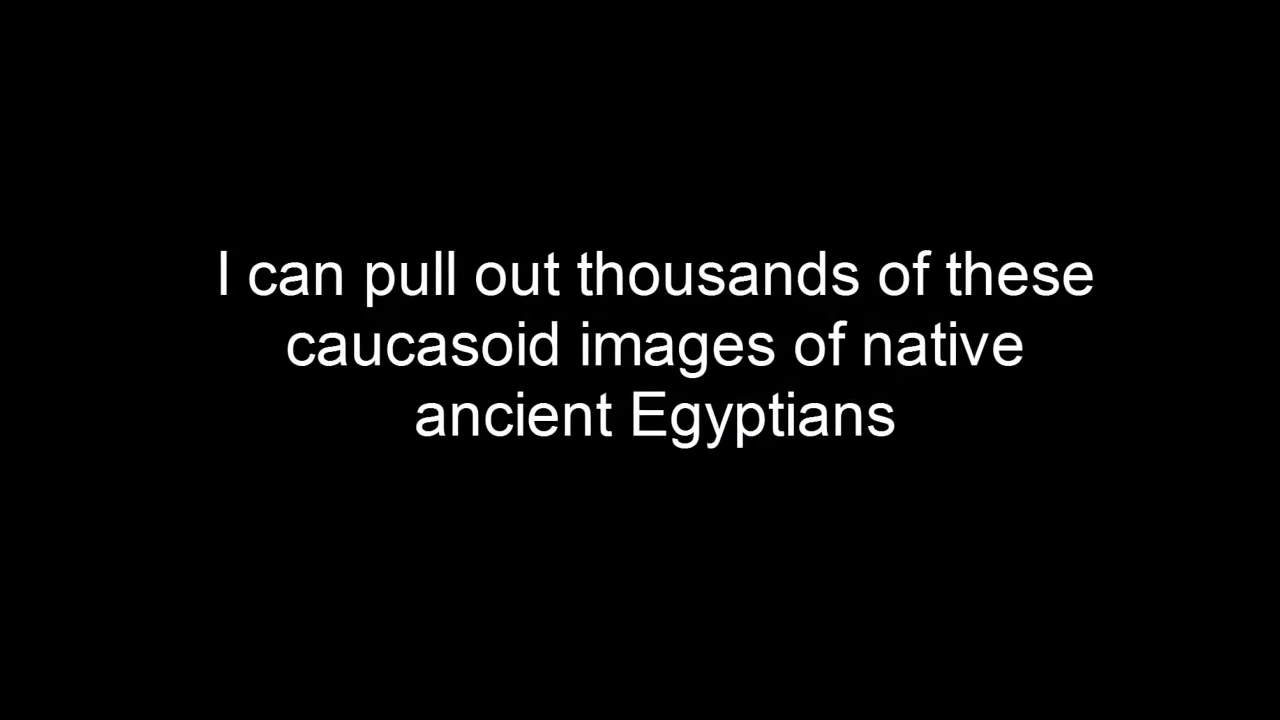 I can pull out thousands of these
caucasoid images of native
ancient Egyptians